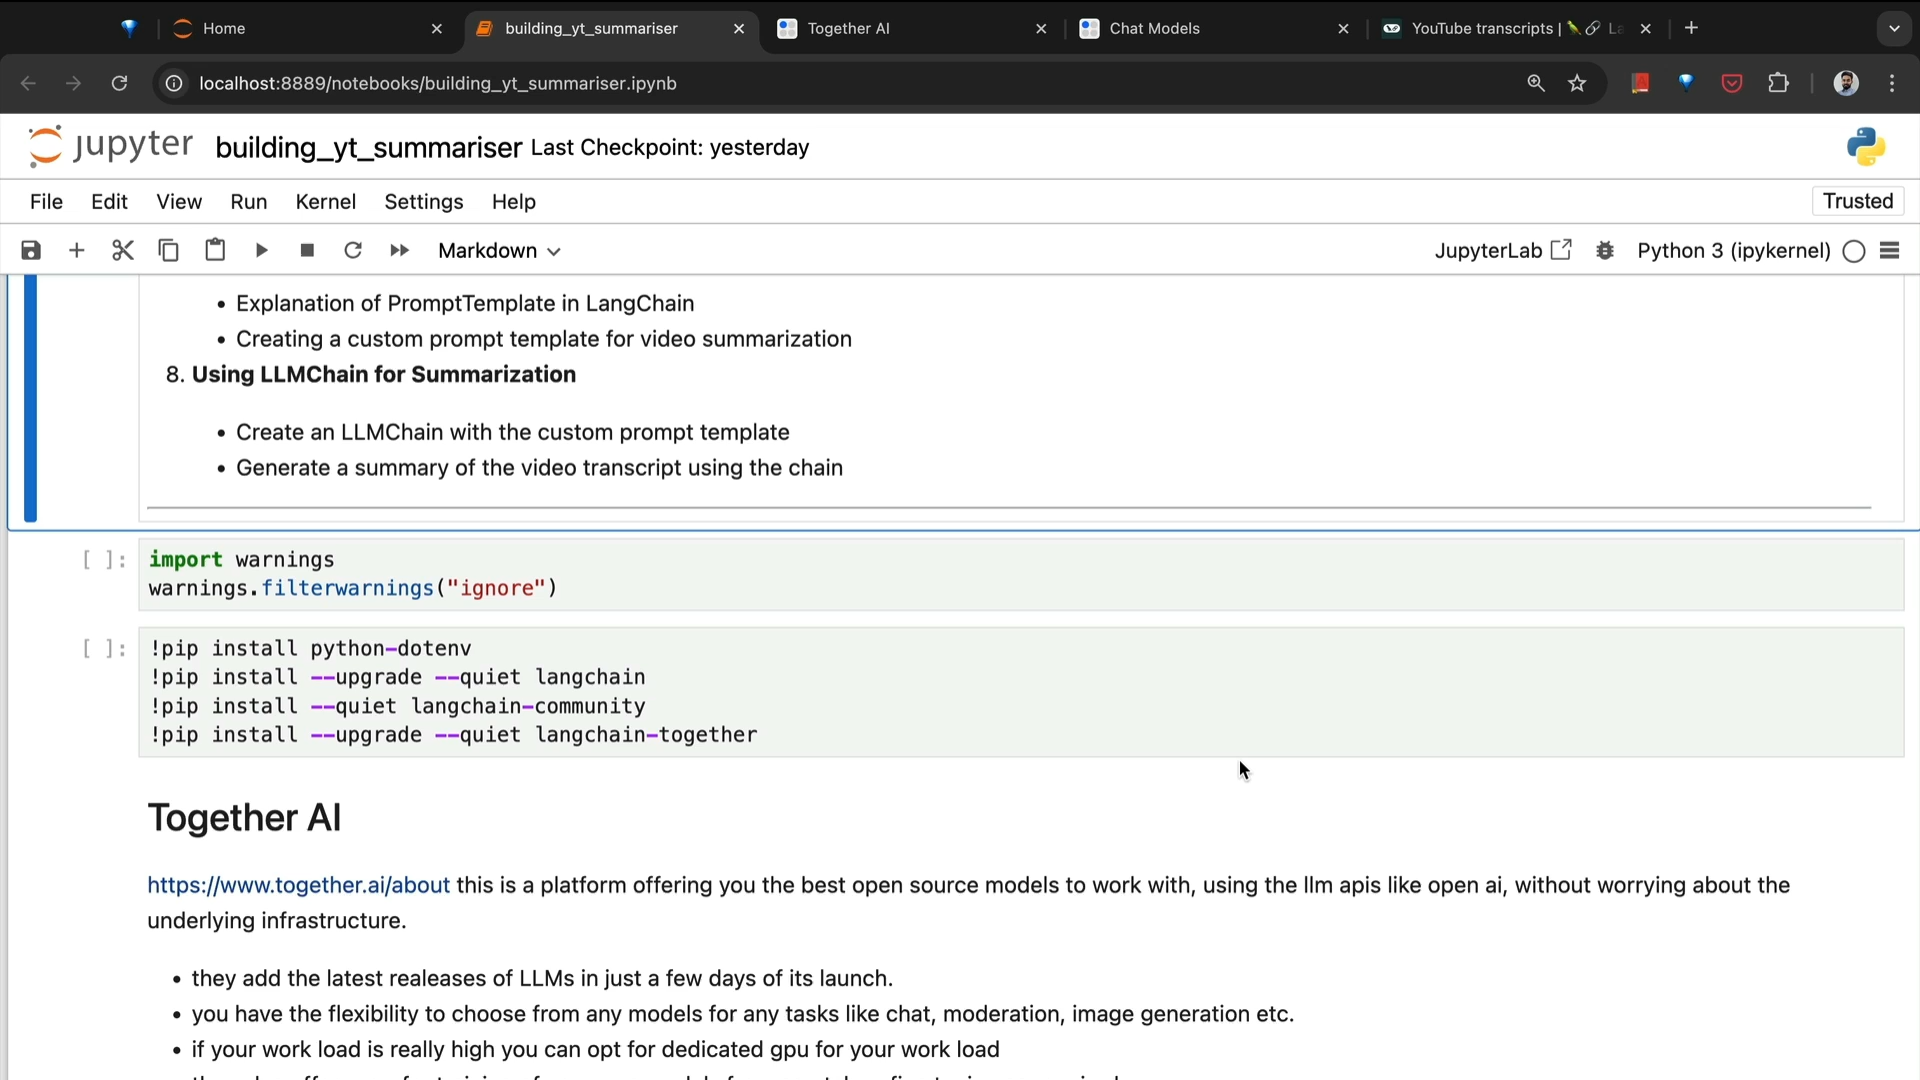 Home
building_yt_summariser
Together AI
Chat Models
YouTube transcripts |
localhost:8889/notebooks/building_yt_summariser.ipynb
jupyter building_yt_summariser Last Checkpoint: yesterday
File Edit View Run Kernel Settings Help Trusted
Markdown JupyterLab Python 3 (ipykernel)
• Explanation of PromptTemplate in LangChain
• Creating a custom prompt template for video summarization
8. Using LLMChain for Summarization
• Create an LLMChain with the custom prompt template
• Generate a summary of the video transcript using the chain
[ ]: import warnings
warnings.filterwarnings("ignore")
[ ]: !pip install python-dotenv
!pip install --upgrade --quiet langchain
!pip install --quiet langchain-community
!pip install --upgrade --quiet langchain-together
Together AI
https://www.together.ai/about this is a platform offering you the best open source models to work with, using the llm apis like open ai, without worrying about the
underlying infrastructure.
• they add the latest realeases of LLMs in just a few days of its launch.
• you have the flexibility to choose from any models for any tasks like chat, moderation, image generation etc.
• if your work load is really high you can opt for dedicated gpu for your work load